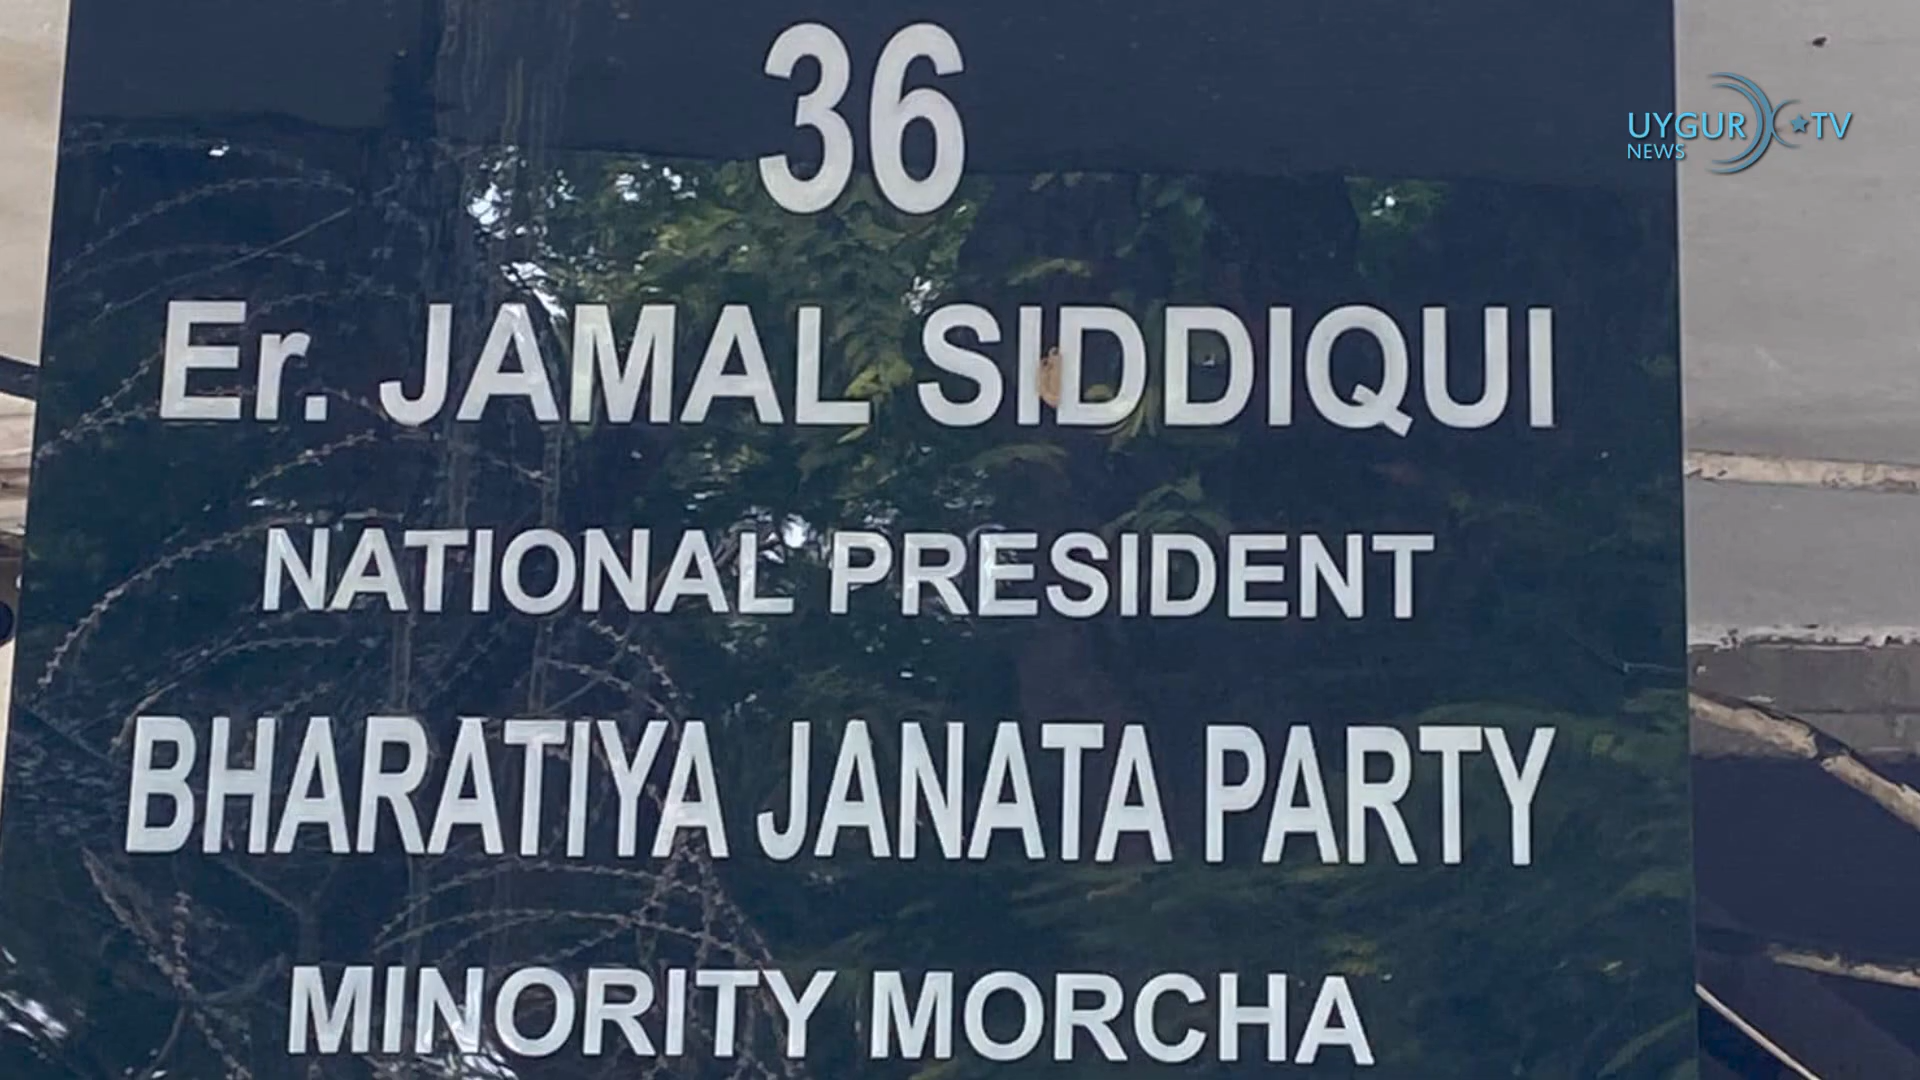 36
UYGUR TV
NEWS
Er. JAMAL SIDDIQUI
NATIONAL PRESIDENT
BHARATIYA JANATA PARTY
MINORITY MORCHA